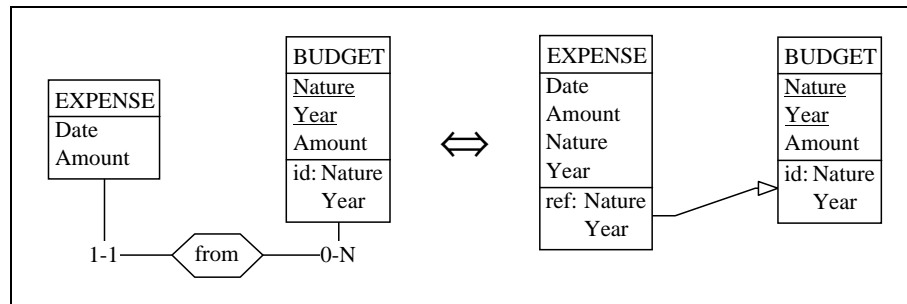 EXPENSE
Date
Amount
1-1
from
BUDGET
Nature
Year
Amount
id: Nature
Year
0-N
⇔
EXPENSE
Date
Amount
Nature
Year
ref: Nature
Year
BUDGET
Nature
Year
Amount
id: Nature
Year